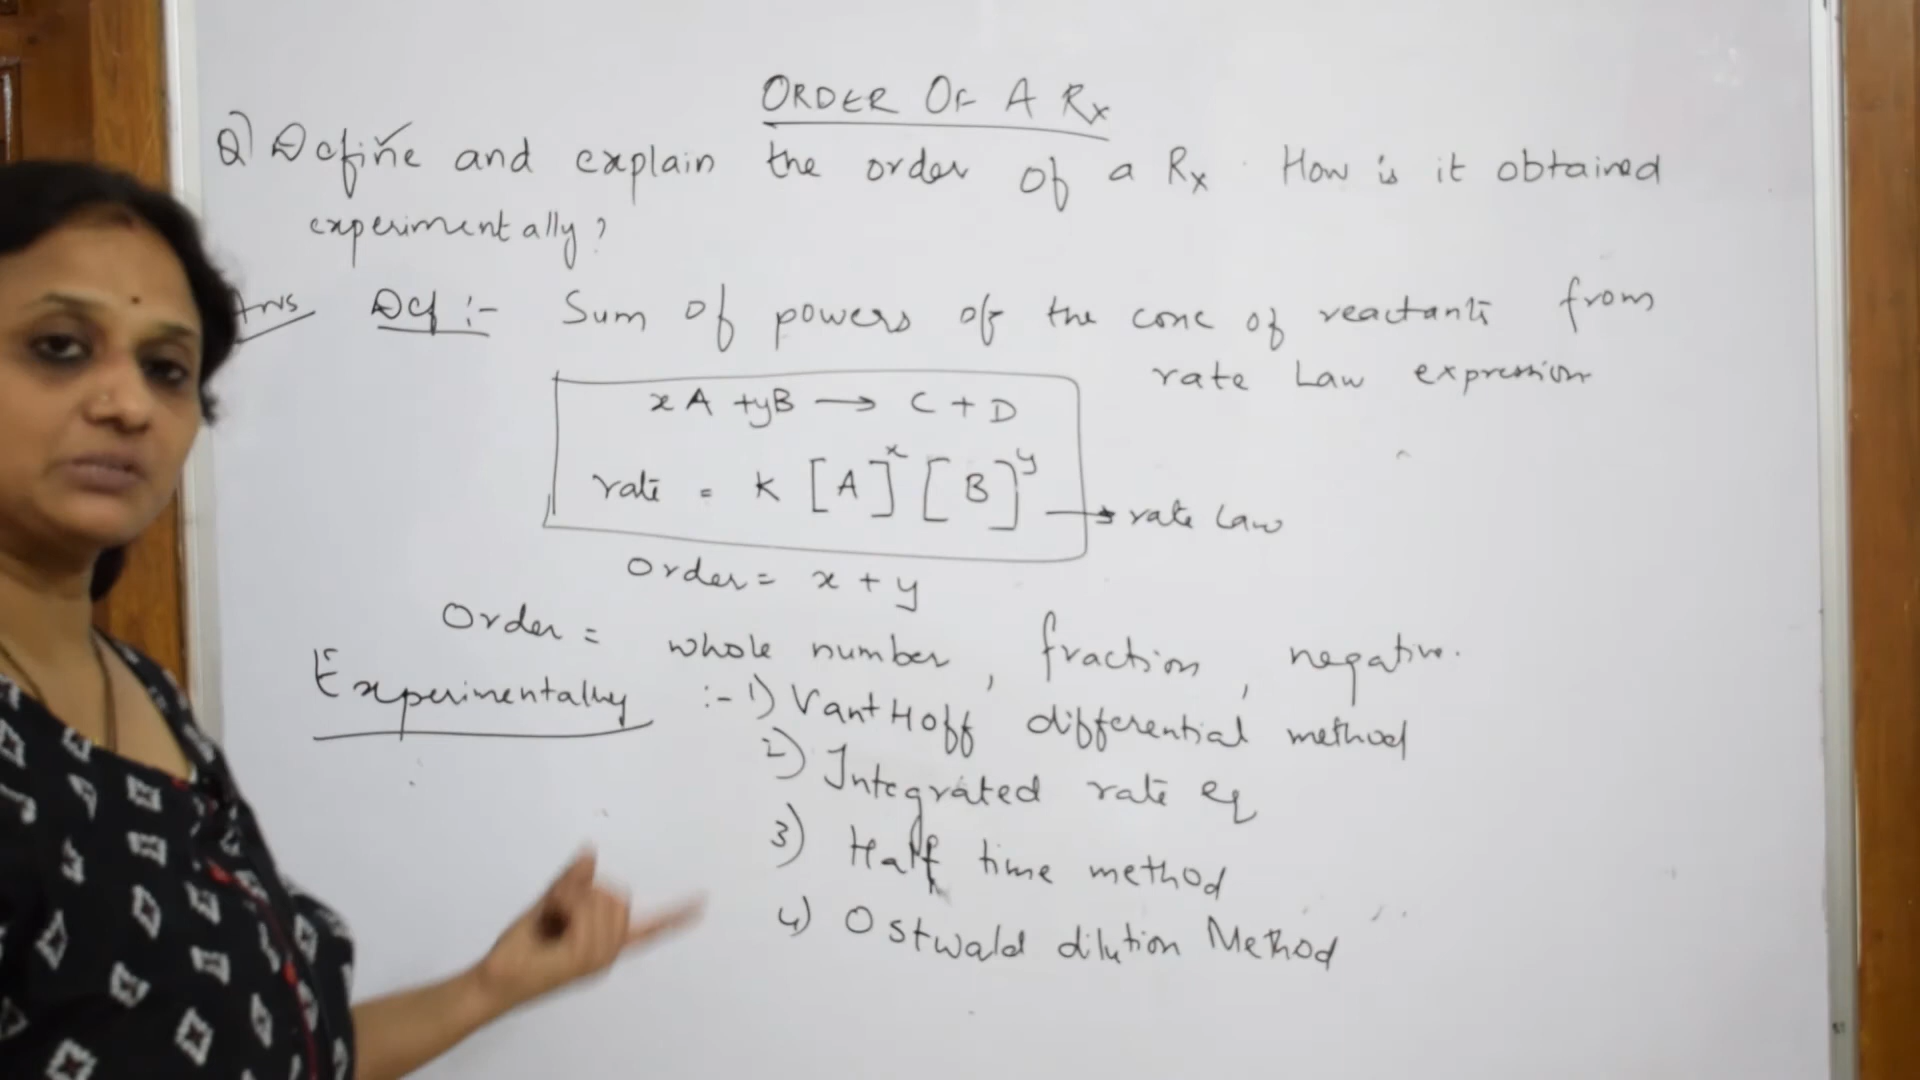 ORDER OF A Rx
Q) Define and explain the order of a Rx. How is it obtained
experimentally?
Ans Def :- Sum of powers of the conc of reactants from
rate Law expression
xA + yB → C + D
rate = K [A]^x [B]^y → rate Law
Order = x + y
Order = whole number, fraction, negative.
Experimentally :- 1) Vant Hoff differential method
2) Integrated rate eq
3) Half time method
4) Ostwald dilution Method